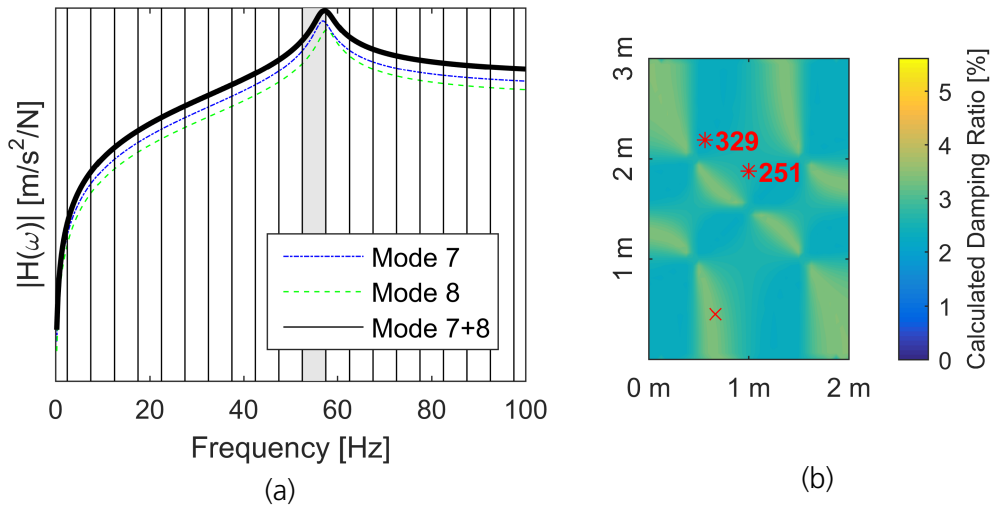 |H(ω)| [m/s²/N]
Mode 7
Mode 8
Mode 7+8
0 20 40 60 80 100
Frequency [Hz]
(a)
3 m
2 m
1 m
0 m 1 m 2 m
✳329
✳251
×
5
4
3
2
1
0
Calculated Damping Ratio [%]
(b)